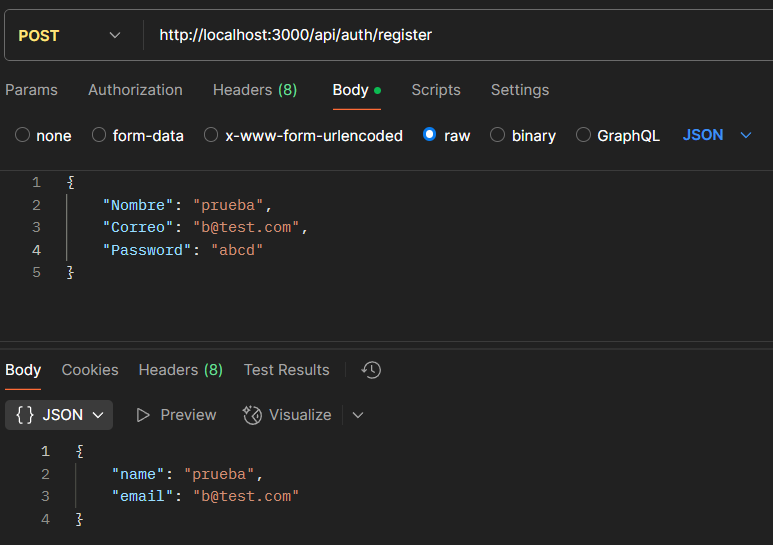 POST http://localhost:3000/api/auth/register
Params Authorization Headers (8) Body Scripts Settings
none form-data x-www-form-urlencoded raw binary GraphQL JSON
1 {
2 "Nombre": "prueba",
3 "Correo": "b@test.com",
4 "Password": "abcd"
5 }
Body Cookies Headers (8) Test Results
{} JSON Preview Visualize
1 {
2 "name": "prueba",
3 "email": "b@test.com"
4 }